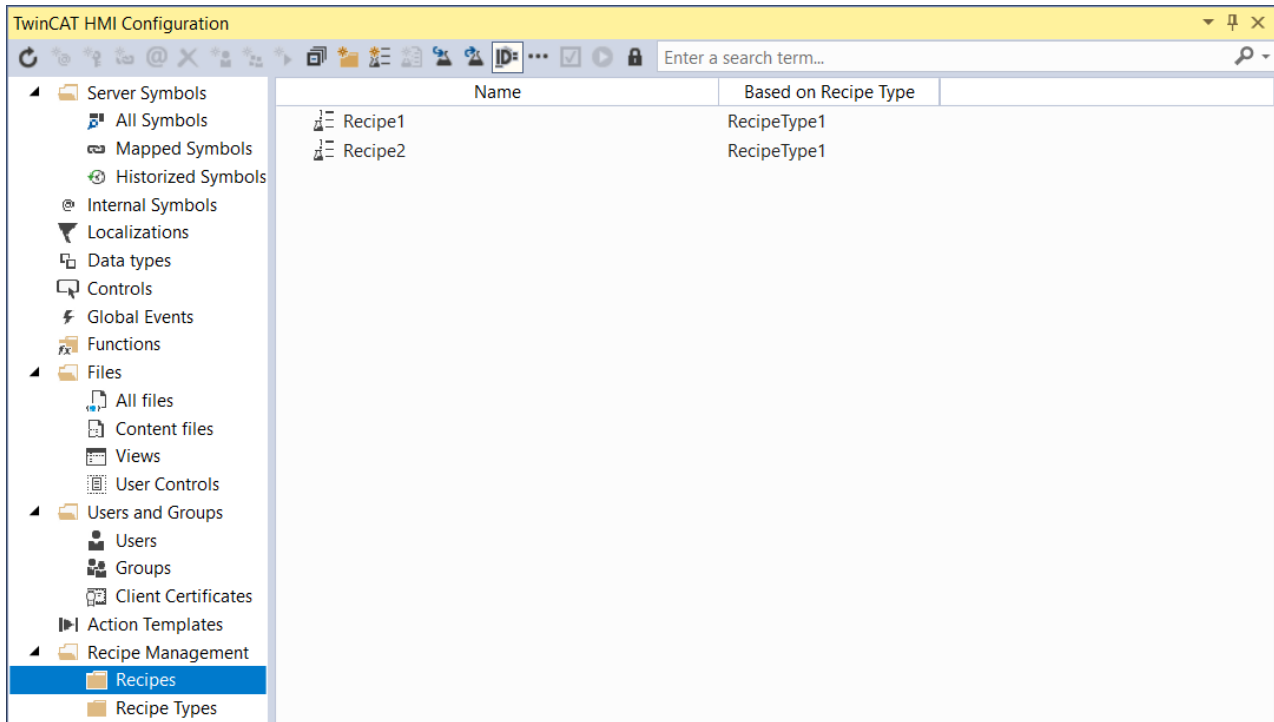 TwinCAT HMI Configuration
Enter a search term...
Server Symbols
All Symbols
Mapped Symbols
Historized Symbols
Internal Symbols
Localizations
Data types
Controls
Global Events
Functions
Files
All files
Content files
Views
User Controls
Users and Groups
Users
Groups
Client Certificates
Action Templates
Recipe Management
Recipes
Recipe Types
Name Based on Recipe Type
Recipe1 RecipeType1
Recipe2 RecipeType1